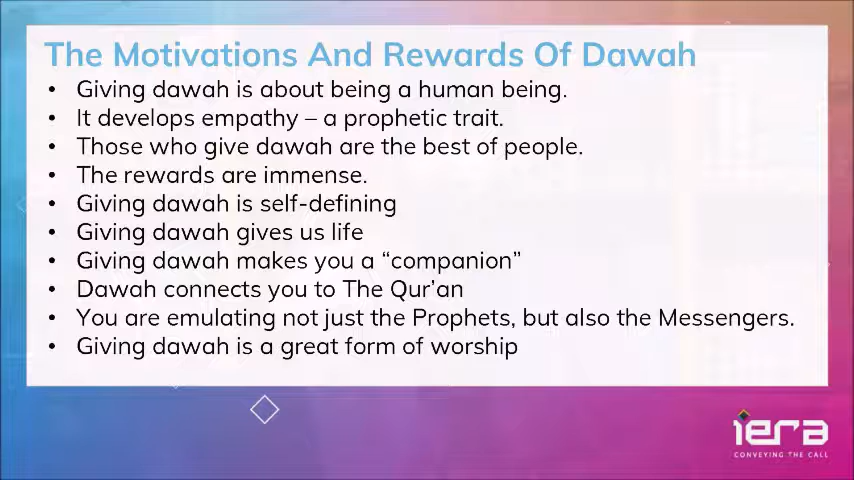 The Motivations And Rewards Of Dawah
• Giving dawah is about being a human being.
• It develops empathy – a prophetic trait.
• Those who give dawah are the best of people.
• The rewards are immense.
• Giving dawah is self-defining
• Giving dawah gives us life
• Giving dawah makes you a “companion”
• Dawah connects you to The Qur’an
• You are emulating not just the Prophets, but also the Messengers.
• Giving dawah is a great form of worship
iera
CONVEYING THE CALL